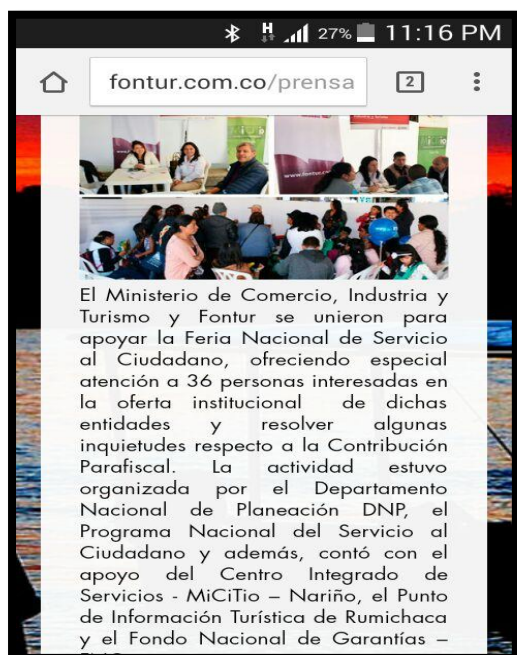 H 27% 11:16 PM
fontur.com.co/prensa 2
El Ministerio de Comercio, Industria y
Turismo y Fontur se unieron para
apoyar la Feria Nacional de Servicio
al Ciudadano, ofreciendo especial
atención a 36 personas interesadas en
la oferta institucional de dichas
entidades y resolver algunas
inquietudes respecto a la Contribución
Parafiscal. La actividad estuvo
organizada por el Departamento
Nacional de Planeación DNP, el
Programa Nacional del Servicio al
Ciudadano y además, contó con el
apoyo del Centro Integrado de
Servicios - MiCiTio – Nariño, el Punto
de Información Turística de Rumichaca
y el Fondo Nacional de Garantías –